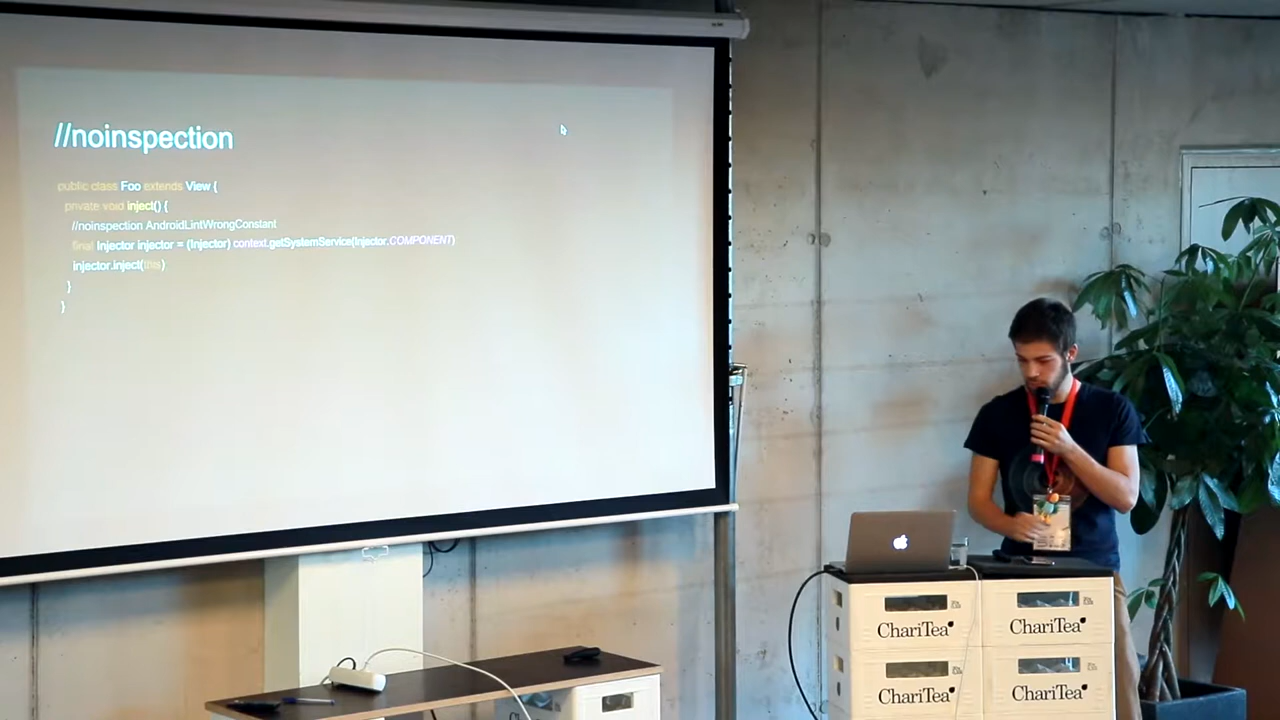 //noinspection
public class Foo extends View {
private void inject() {
//noinspection AndroidLintWrongConstant
final Injector injector = (Injector) context.getSystemService(Injector.COMPONENT)
injector.inject(this)
}
}
ChariTea
ChariTea
ChariTea
ChariTea